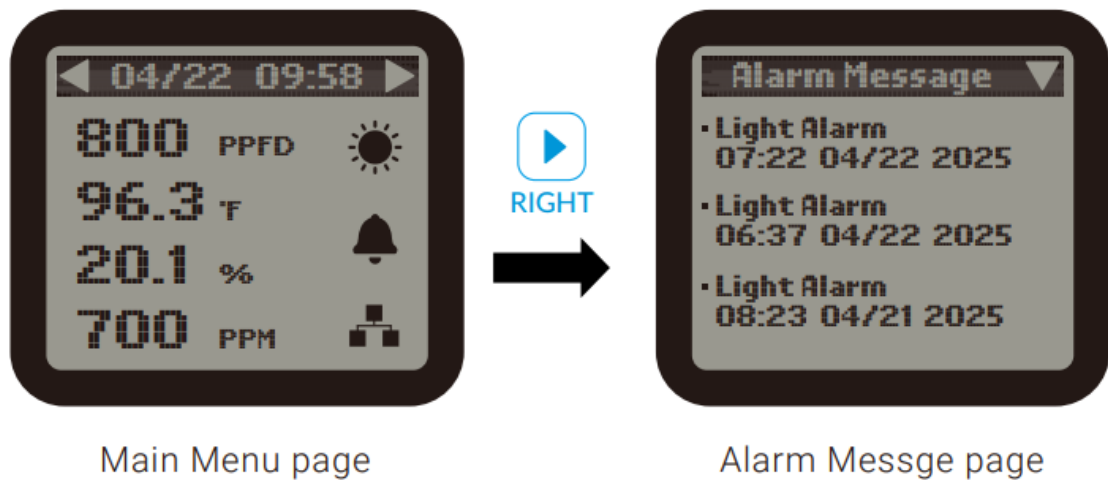 04/22 09:58
800 PPFD
96.3 °F
20.1 %
700 PPM
RIGHT
Alarm Message
Light Alarm
07:22 04/22 2025
Light Alarm
06:37 04/22 2025
Light Alarm
08:23 04/21 2025
Main Menu page
Alarm Messge page